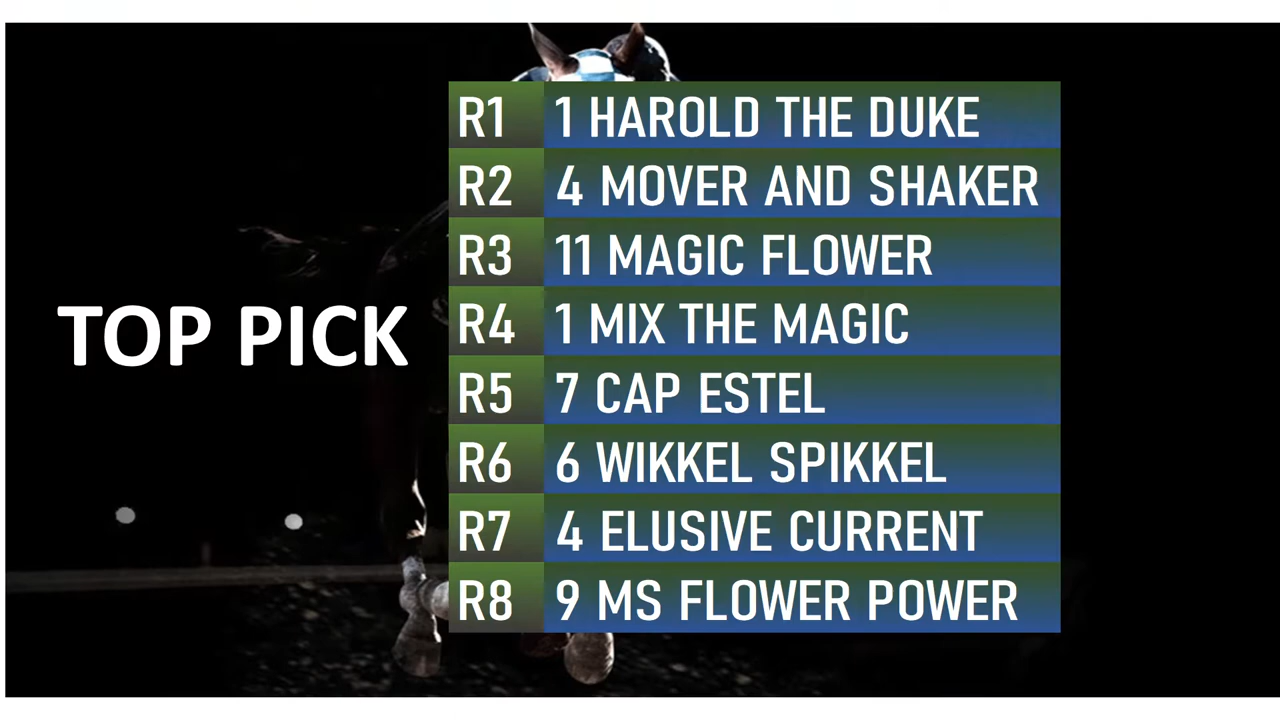 TOP PICK
R1 1 HAROLD THE DUKE
R2 4 MOVER AND SHAKER
R3 11 MAGIC FLOWER
R4 1 MIX THE MAGIC
R5 7 CAP ESTEL
R6 6 WIKKEL SPIKKEL
R7 4 ELUSIVE CURRENT
R8 9 MS FLOWER POWER